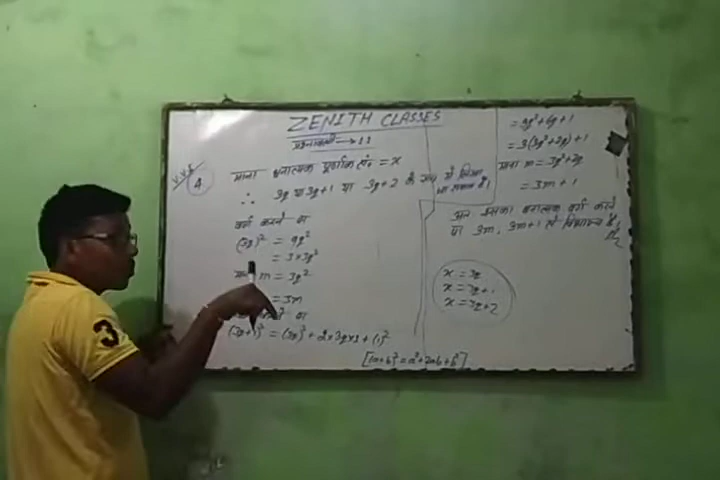 ZENITH CLASSES
प्रश्नावली → 1.1
V.V.I
4
माना धनात्मक पूर्णांक सं॰ = x
∴ 3q या 3q+1 या 3q+2 के रूप में लिखा
जा सकता है।
वर्ग करने पर
(3q)² = 9q²
= 3×3q²
m = 3q²
= 3m
पर
(3q+1)² = (3q)² + 2×3q×1 + (1)²
[(a+b)² = a²+2ab+b²]
= 9q²+6q+1
= 3(3q²+2q)+1
माना m = 3q²+2q
= 3m+1
अतः इसका धनात्मक वर्ग करने
पर 3m, 3m+1 से विभाज्य है,
x = 3q
x = 3q+1
x = 3q+2
3